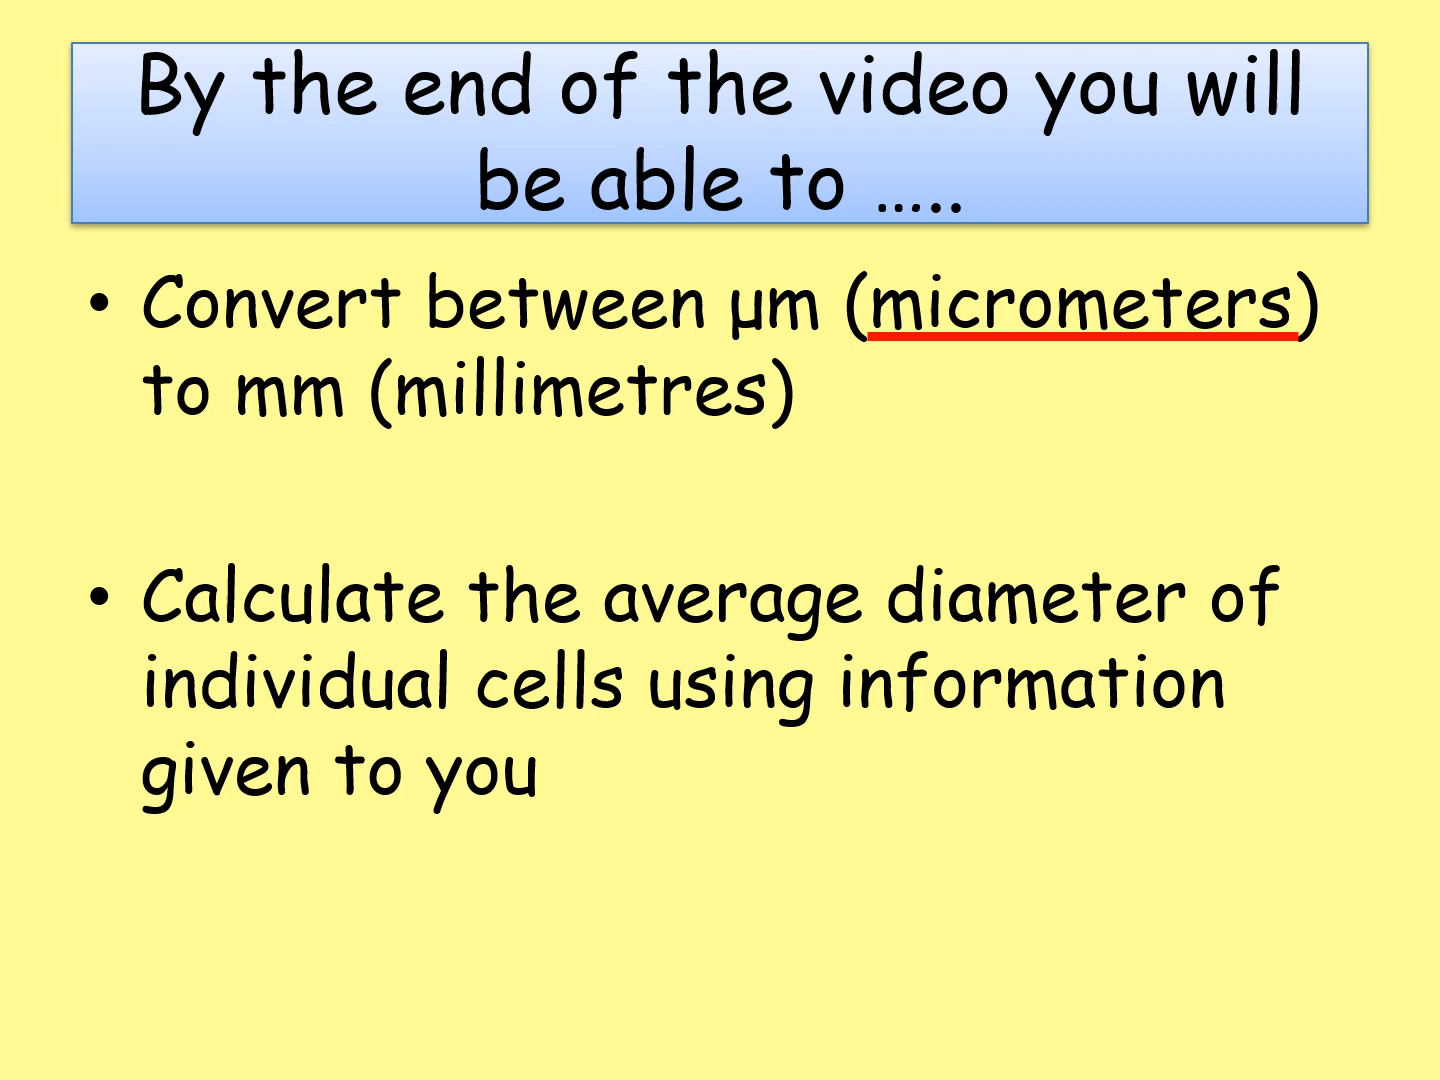 By the end of the video you will
be able to …..
• Convert between µm (micrometers)
to mm (millimetres)
• Calculate the average diameter of
individual cells using information
given to you